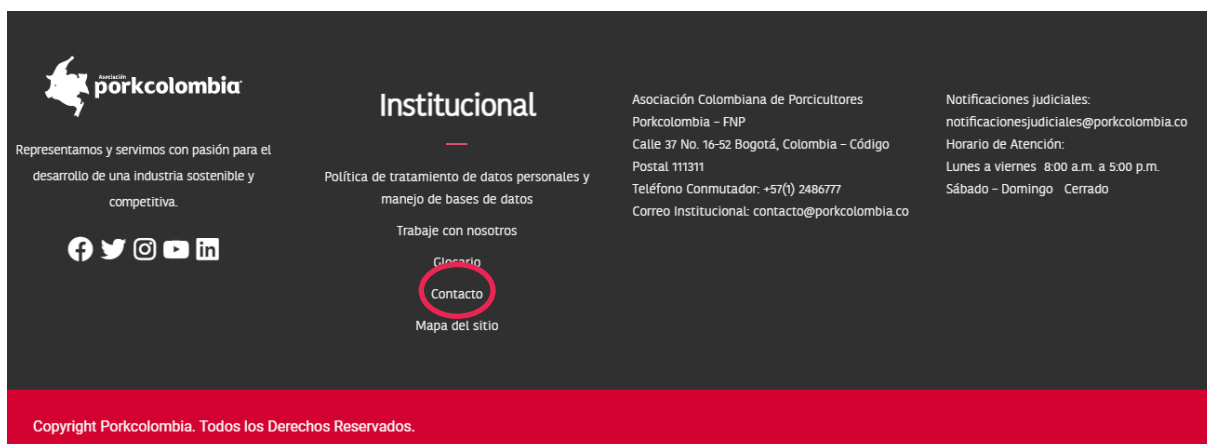 Asociación
porkcolombia
Representamos y servimos con pasión para el
desarrollo de una industria sostenible y
competitiva.
Institucional
Política de tratamiento de datos personales y
manejo de bases de datos
Trabaje con nosotros
Glosario
Contacto
Mapa del sitio
Asociación Colombiana de Porcicultores
Porkcolombia – FNP
Calle 37 No. 16-52 Bogotá, Colombia – Código
Postal 111311
Teléfono Conmutador: +57(1) 2486777
Correo Institucional: contacto@porkcolombia.co
Notificaciones judiciales:
notificacionesjudiciales@porkcolombia.co
Horario de Atención:
Lunes a viernes 8:00 a.m. a 5:00 p.m.
Sábado – Domingo Cerrado
Copyright Porkcolombia. Todos los Derechos Reservados.